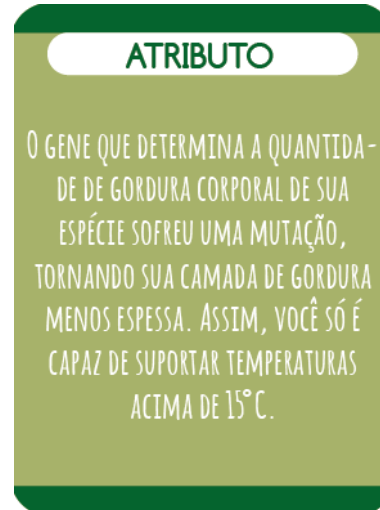 ATRIBUTO
O GENE QUE DETERMINA A QUANTIDA-
DE DE GORDURA CORPORAL DE SUA
ESPÉCIE SOFREU UMA MUTAÇÃO,
TORNANDO SUA CAMADA DE GORDURA
MENOS ESPESSA. ASSIM, VOCÊ SÓ É
CAPAZ DE SUPORTAR TEMPERATURAS
ACIMA DE 15°C.